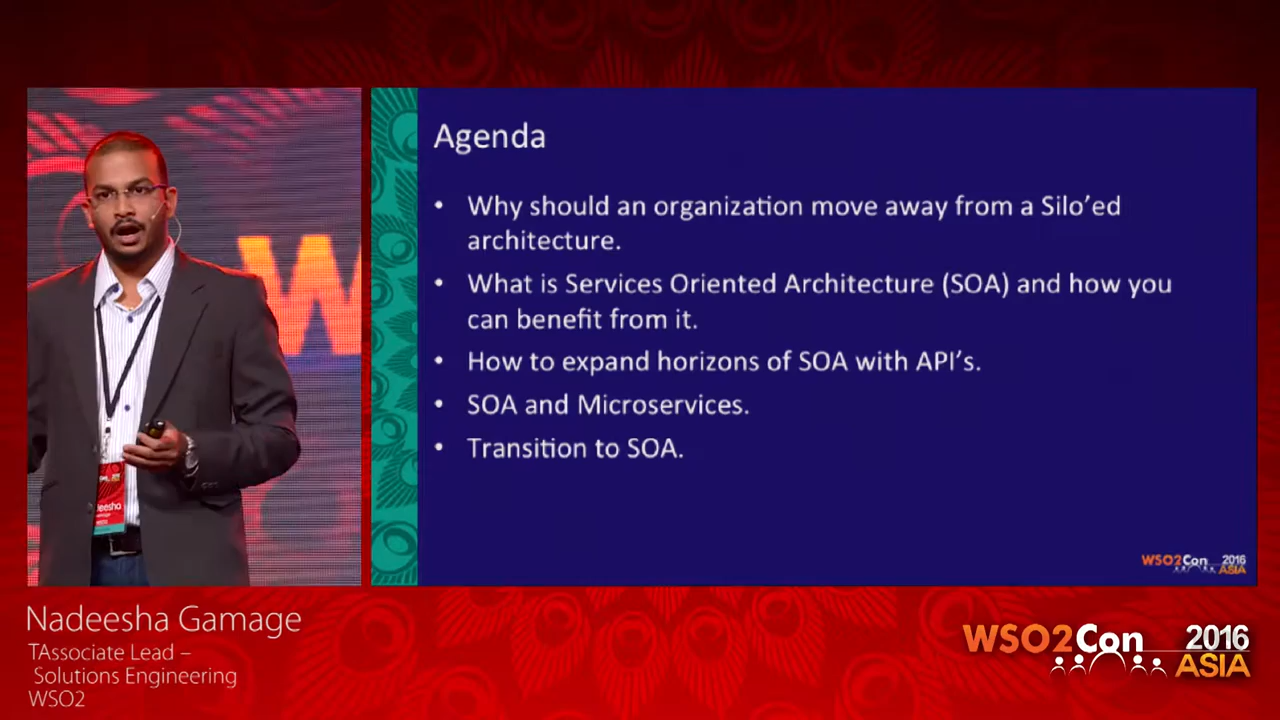 Agenda
• Why should an organization move away from a Silo’ed
architecture.
• What is Services Oriented Architecture (SOA) and how you
can benefit from it.
• How to expand horizons of SOA with API’s.
• SOA and Microservices.
• Transition to SOA.
WSO2Con 2016
ASIA
W
eesha
Nadeesha Gamage
TAssociate Lead –
Solutions Engineering
WSO2
WSO2Con 2016
ASIA